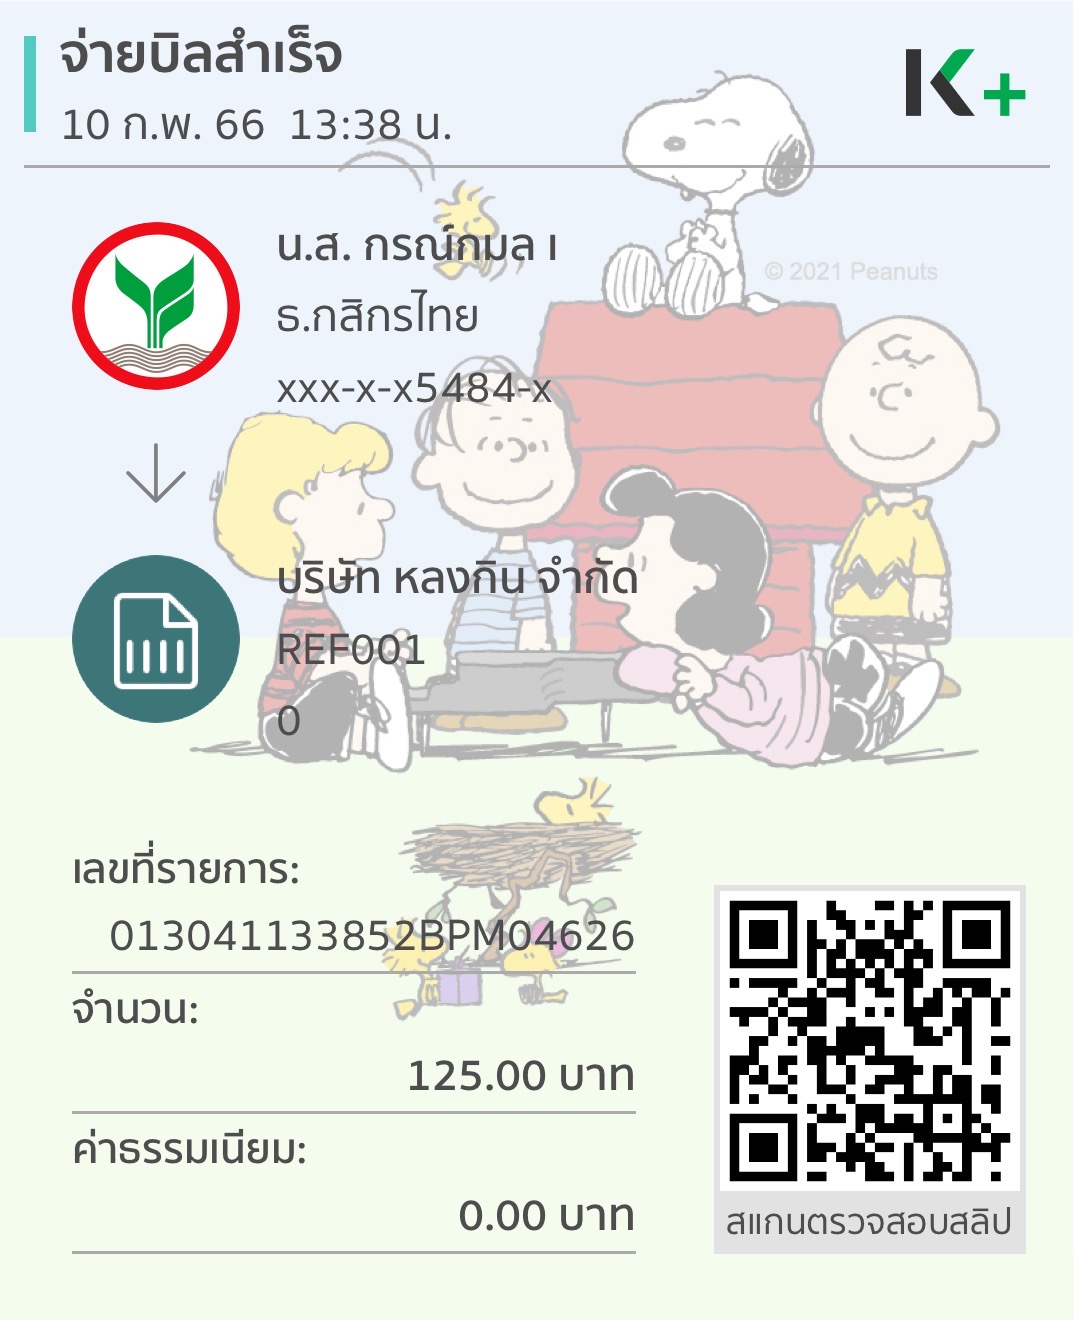 จ่ายบิลสำเร็จ
10 ก.พ. 66 13:38 น.
K+
น.ส. กรณ์กมล เ
ธ.กสิกรไทย
xxx-x-x5484-x
© 2021 Peanuts
บริษัท หลงกิน จำกัด
REF001
0
เลขที่รายการ:
013041133852BPM04626
จำนวน:
125.00 บาท
ค่าธรรมเนียม:
0.00 บาท
สแกนตรวจสอบสลิป